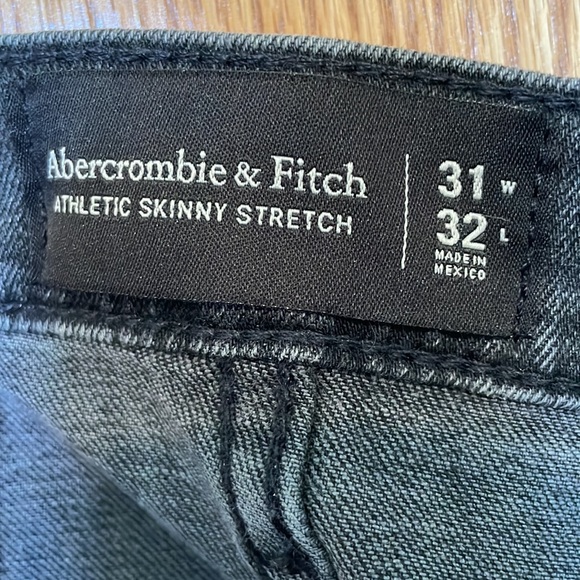 Abercrombie & Fitch
ATHLETIC SKINNY STRETCH
31 W
32 L
MADE IN
MEXICO